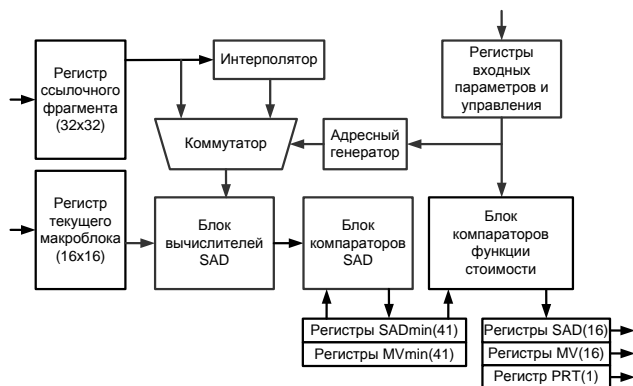 Регистр
ссылочного
фрагмента
(32x32)
Интерполятор
Регистры
входных
параметров и
управления
Коммутатор
Адресный
генератор
Регистр
текущего
макроблока
(16x16)
Блок
вычислителей
SAD
Блок
компараторов
SAD
Блок
компараторов
функции
стоимости
Регистры SADmin(41)
Регистры MVmin(41)
Регистры SAD(16)
Регистры MV(16)
Регистр PRT(1)